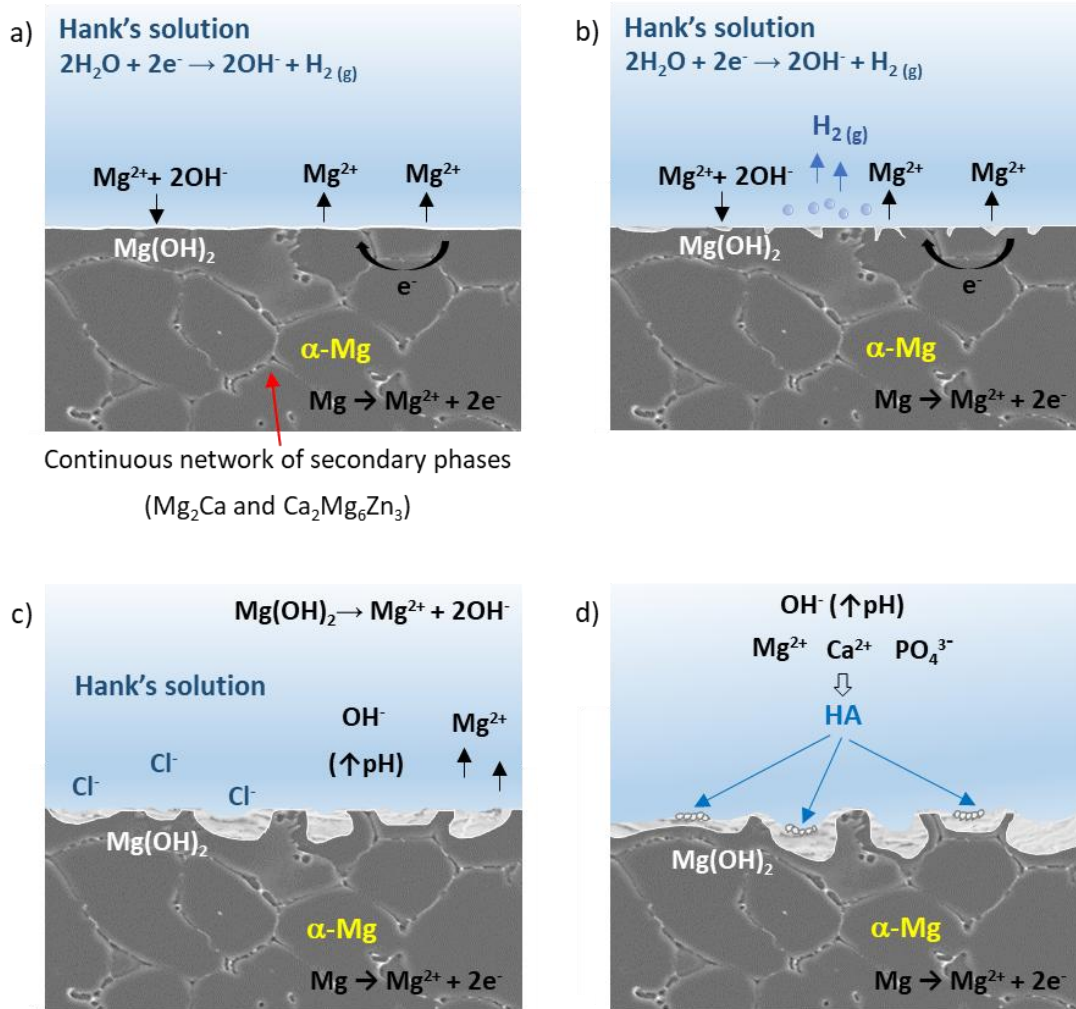 a)
Hank's solution
2H₂O + 2e⁻ → 2OH⁻ + H₂ (g)
Mg²⁺+ 2OH⁻
Mg²⁺
Mg²⁺
Mg(OH)₂
e⁻
α-Mg
Mg → Mg²⁺ + 2e⁻
Continuous network of secondary phases
(Mg₂Ca and Ca₂Mg₆Zn₃)
b)
Hank's solution
2H₂O + 2e⁻ → 2OH⁻ + H₂ (g)
H₂ (g)
Mg²⁺+ 2OH⁻
Mg²⁺
Mg²⁺
Mg(OH)₂
e⁻
α-Mg
Mg → Mg²⁺ + 2e⁻
c)
Mg(OH)₂→ Mg²⁺ + 2OH⁻
Hank's solution
OH⁻
(↑pH)
Mg²⁺
Cl⁻
Cl⁻
Cl⁻
Mg(OH)₂
α-Mg
Mg → Mg²⁺ + 2e⁻
d)
OH⁻ (↑pH)
Mg²⁺ Ca²⁺ PO₄³⁻
HA
Mg(OH)₂
α-Mg
Mg → Mg²⁺ + 2e⁻